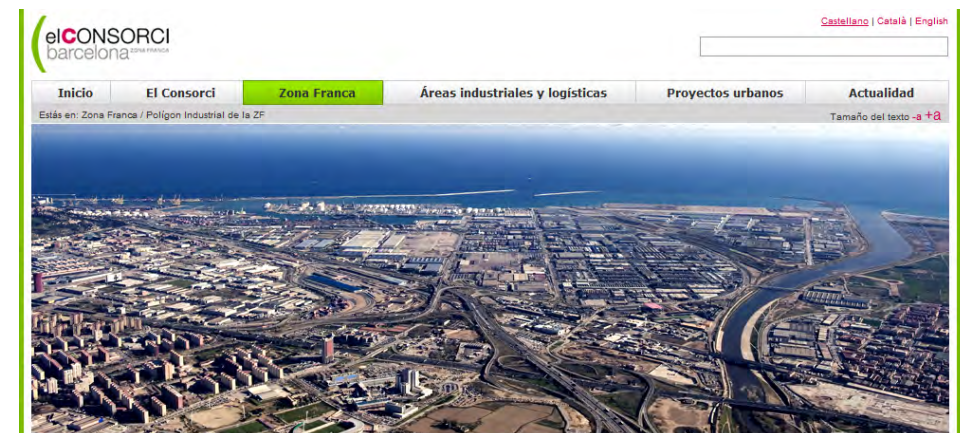 Castellano | Català | English
elCONSORCI
barcelona ZONA FRANCA
Inicio El Consorci Zona Franca Áreas industriales y logísticas Proyectos urbanos Actualidad
Estás en: Zona Franca / Polígon Industrial de la ZF Tamaño del texto -a +a